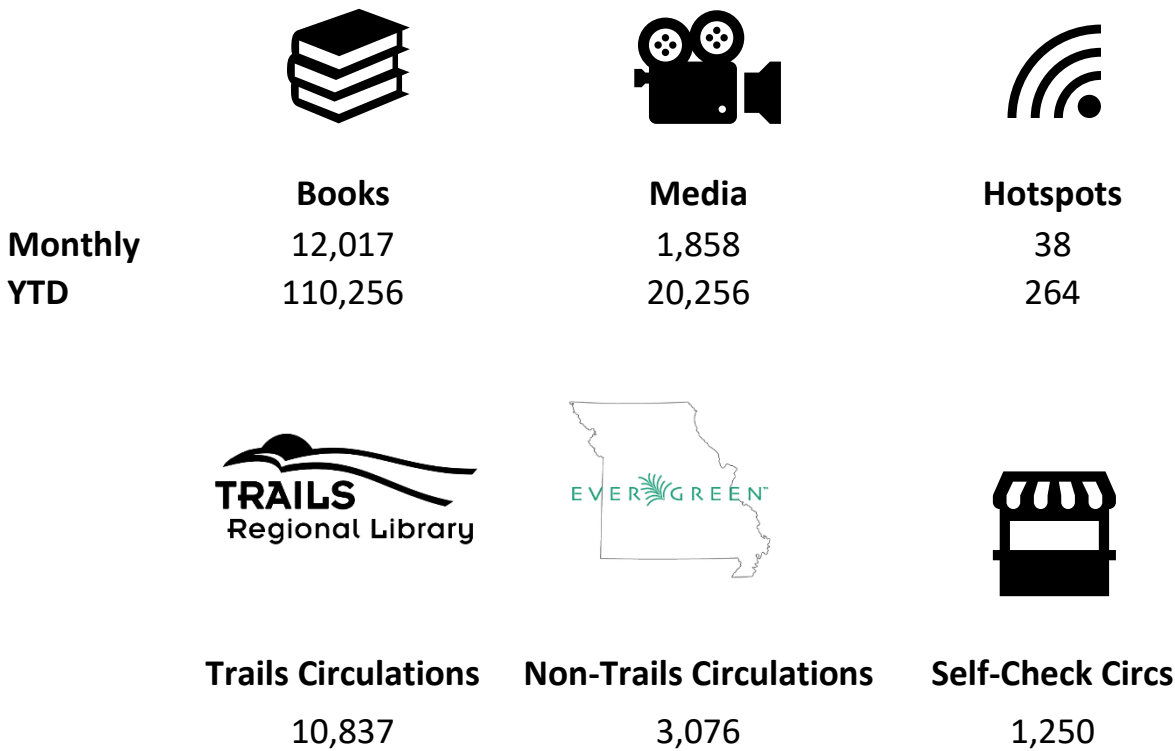 Books Media Hotspots
Monthly 12,017 1,858 38
YTD 110,256 20,256 264
TRAILS
Regional Library
EVERGREEN™
Trails Circulations Non-Trails Circulations Self-Check Circs
10,837 3,076 1,250